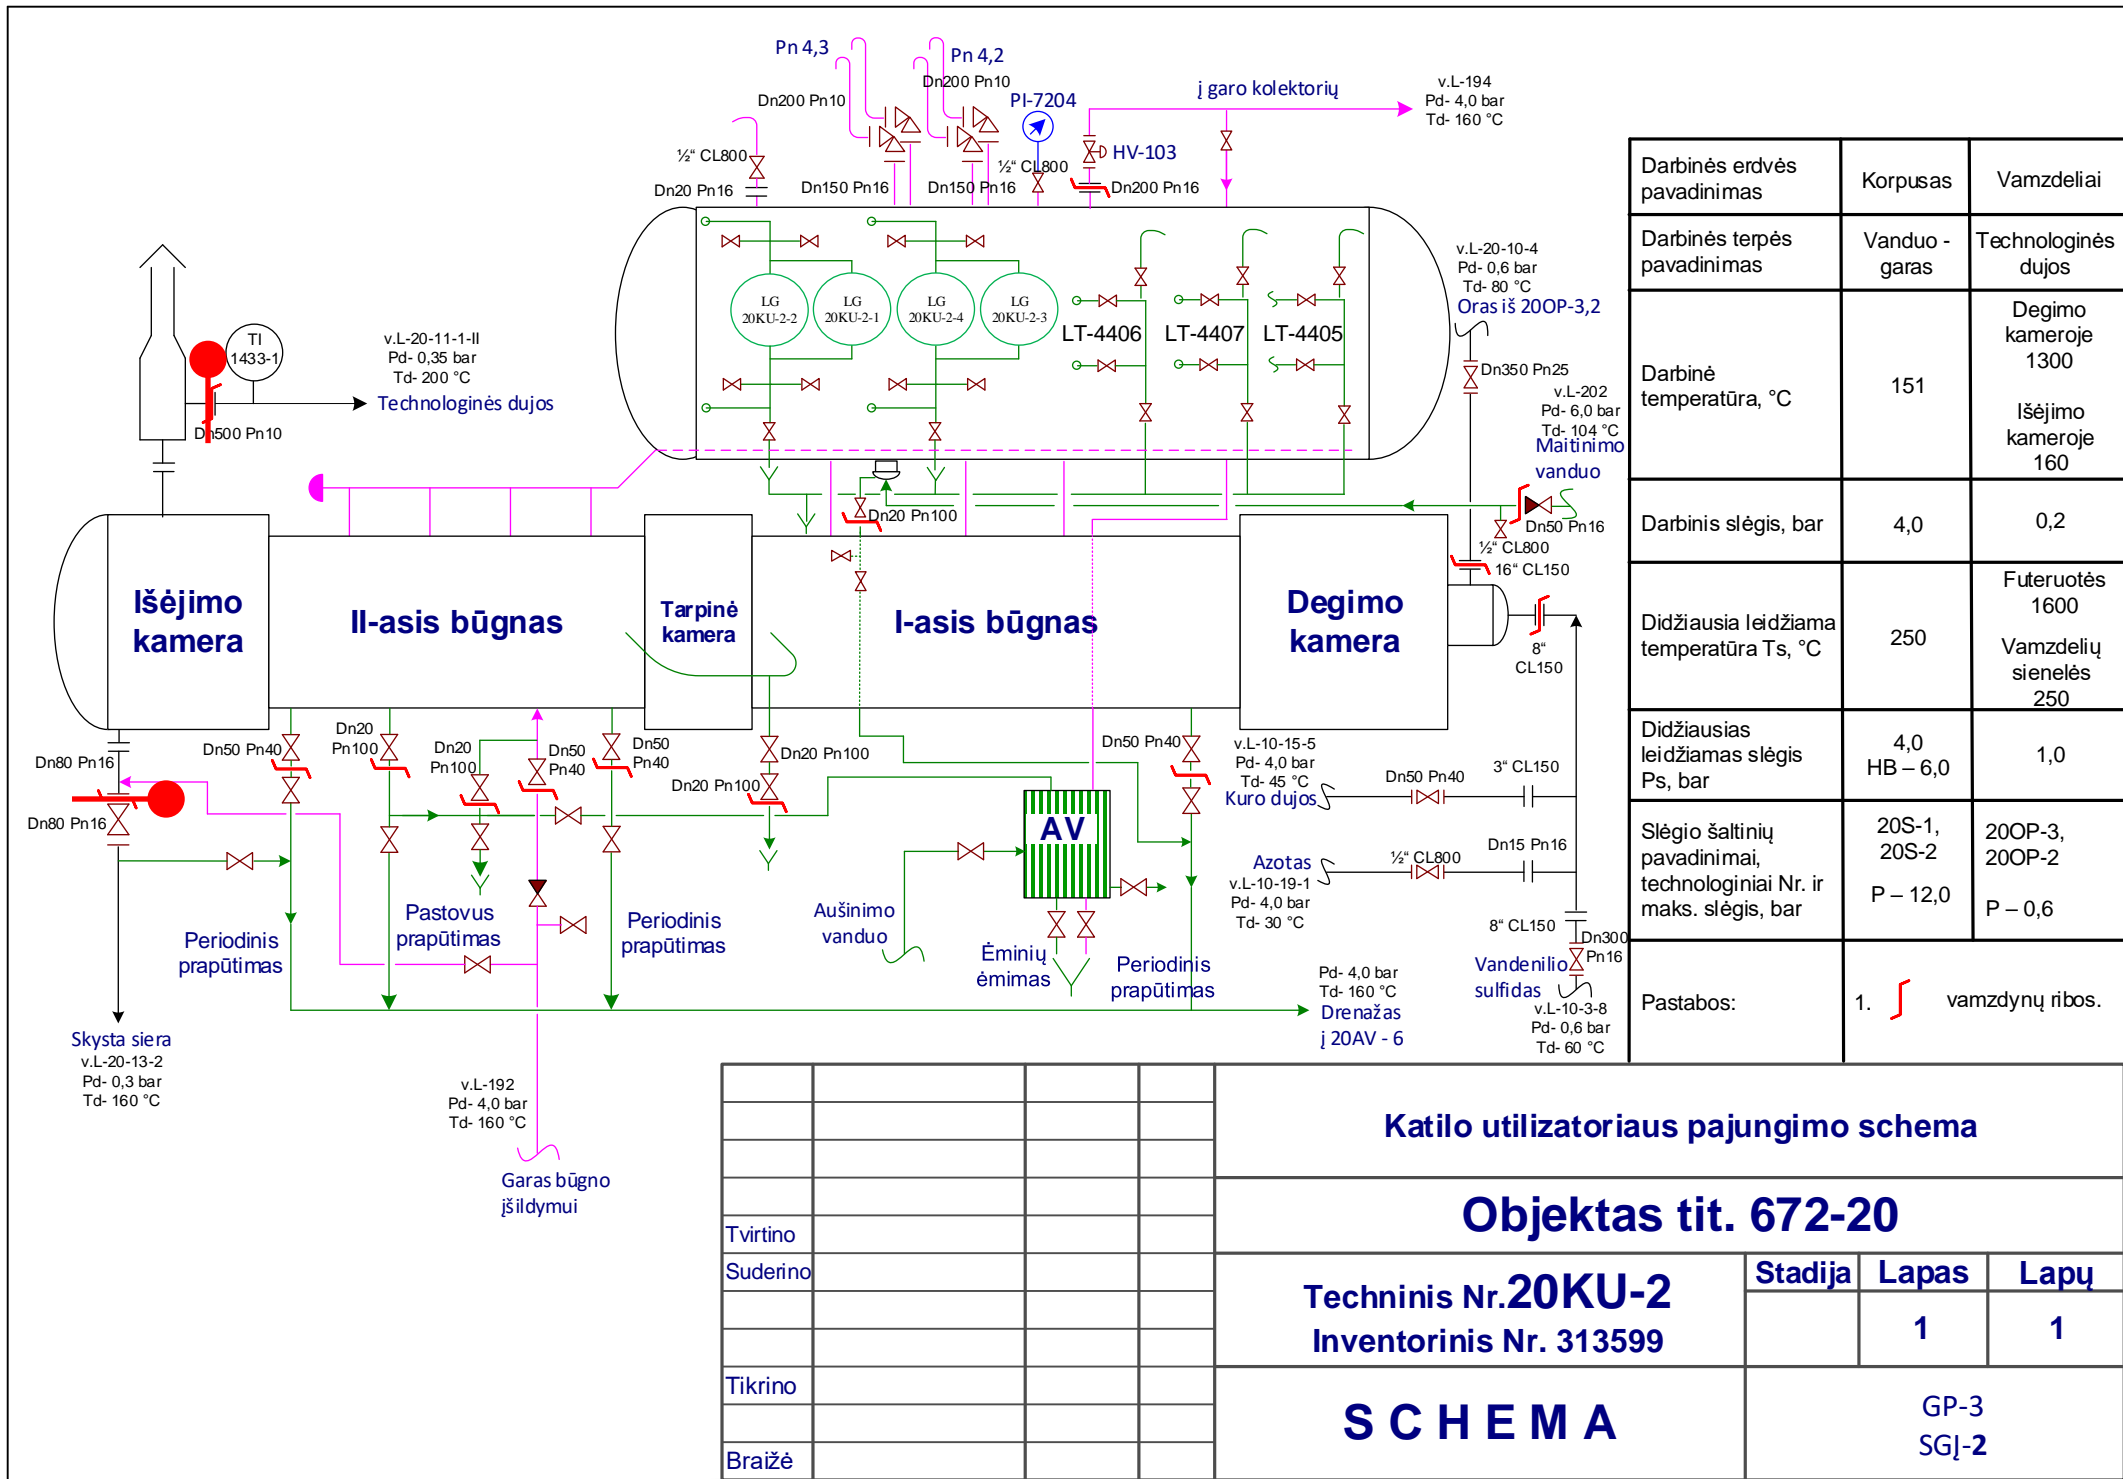 Pn 4,3
Pn 4,2
Dn200 Pn10
Dn200 Pn10
PI-7204
į garo kolektorių
v.L-194
Pd- 4,0 bar
Td- 160 °C
½“ CL800
½“ CL800
HV-103
Dn20 Pn16
Dn150 Pn16
Dn150 Pn16
Dn200 Pn16
LG
20KU-2-2
LG
20KU-2-1
LG
20KU-2-4
LG
20KU-2-3
LT-4406
LT-4407
LT-4405
v.L-20-10-4
Pd- 0,6 bar
Td- 80 °C
Oras iš 20OP-3,2
Dn350 Pn25
v.L-202
Pd- 6,0 bar
Td- 104 °C
Maitinimo
vanduo
Dn50 Pn16
½“ CL800
16“ CL150
TI
1433-1
v.L-20-11-1-II
Pd- 0,35 bar
Td- 200 °C
Technologinės dujos
Dn500 Pn10
Dn20 Pn100
Išėjimo
kamera
II-asis būgnas
Tarpinė
kamera
I-asis būgnas
Degimo
kamera
8“
CL150
Dn80 Pn16
Dn50 Pn40
Dn20
Pn100
Dn20
Pn100
Dn50
Pn40
Dn50
Pn40
Dn20 Pn100
Dn20 Pn100
Dn50 Pn40
Dn80 Pn16
v.L-10-15-5
Pd- 4,0 bar
Td- 45 °C
Kuro dujos
Dn50 Pn40
3“ CL150
AV
Azotas
v.L-10-19-1
Pd- 4,0 bar
Td- 30 °C
½“ CL800
Dn15 Pn16
8“ CL150
Dn300
Pn16
Vandenilio
sulfidas
v.L-10-3-8
Pd- 0,6 bar
Td- 60 °C
Periodinis
prapūtimas
Pastovus
prapūtimas
Periodinis
prapūtimas
Aušinimo
vanduo
Ėminių
ėmimas
Periodinis
prapūtimas
Pd- 4,0 bar
Td- 160 °C
Drenažas
į 20AV - 6
Skysta siera
v.L-20-13-2
Pd- 0,3 bar
Td- 160 °C
v.L-192
Pd- 4,0 bar
Td- 160 °C
Garas būgno
įšildymui
Darbinės erdvės
pavadinimas
Korpusas
Vamzdeliai
Darbinės terpės
pavadinimas
Vanduo -
garas
Technologinės
dujos
Darbinė
temperatūra, °C
151
Degimo
kameroje
1300
Išėjimo
kameroje
160
Darbinis slėgis, bar
4,0
0,2
Didžiausia leidžiama
temperatūra Ts, °C
250
Futeruotės
1600
Vamzdelių
sienelės
250
Didžiausias
leidžiamas slėgis
Ps, bar
4,0
HB – 6,0
1,0
Slėgio šaltinių
pavadinimai,
technologiniai Nr. ir
maks. slėgis, bar
20S-1,
20S-2
P – 12,0
20OP-3,
20OP-2
P – 0,6
Pastabos:
1. vamzdynų ribos.
Katilo utilizatoriaus pajungimo schema
Objektas tit. 672-20
Tvirtino
Suderino
Techninis Nr.20KU-2
Inventorinis Nr. 313599
Stadija
Lapas
Lapų
1
1
Tikrino
Braižė
SCHEMA
GP-3
SGĮ-2